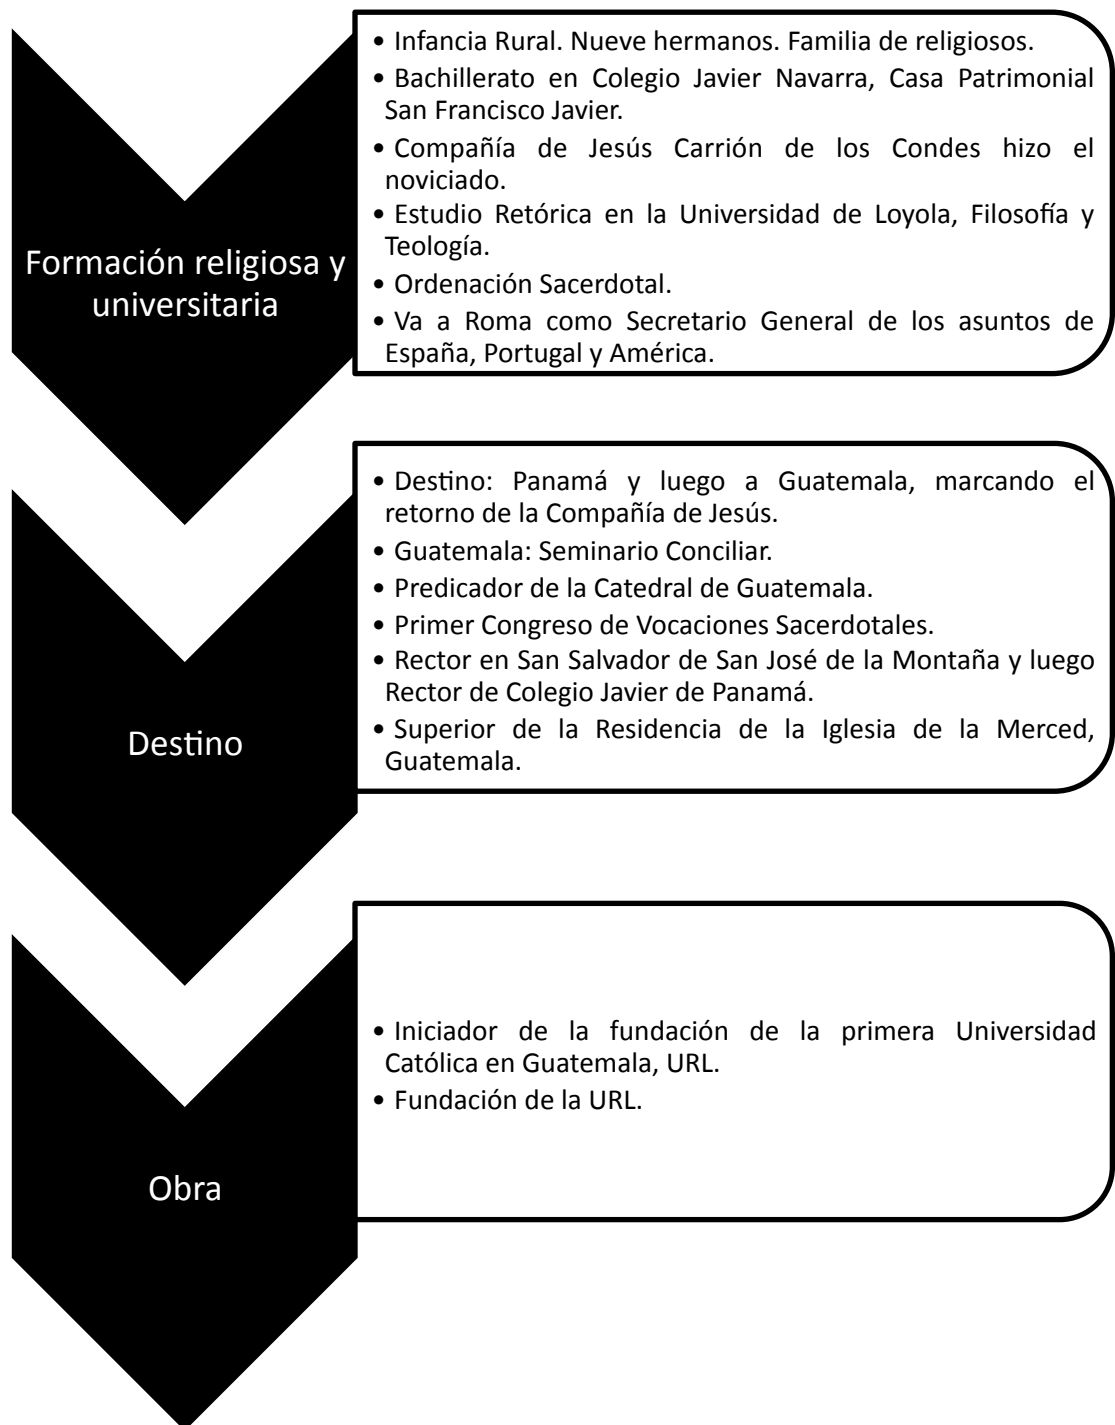 Formación religiosa y
universitaria
• Infancia Rural. Nueve hermanos. Familia de religiosos.
• Bachillerato en Colegio Javier Navarra, Casa Patrimonial
San Francisco Javier.
• Compañía de Jesús Carrión de los Condes hizo el
noviciado.
• Estudio Retórica en la Universidad de Loyola, Filosofía y
Teología.
• Ordenación Sacerdotal.
• Va a Roma como Secretario General de los asuntos de
España, Portugal y América.
Destino
• Destino: Panamá y luego a Guatemala, marcando el
retorno de la Compañía de Jesús.
• Guatemala: Seminario Conciliar.
• Predicador de la Catedral de Guatemala.
• Primer Congreso de Vocaciones Sacerdotales.
• Rector en San Salvador de San José de la Montaña y luego
Rector de Colegio Javier de Panamá.
• Superior de la Residencia de la Iglesia de la Merced,
Guatemala.
Obra
• Iniciador de la fundación de la primera Universidad
Católica en Guatemala, URL.
• Fundación de la URL.